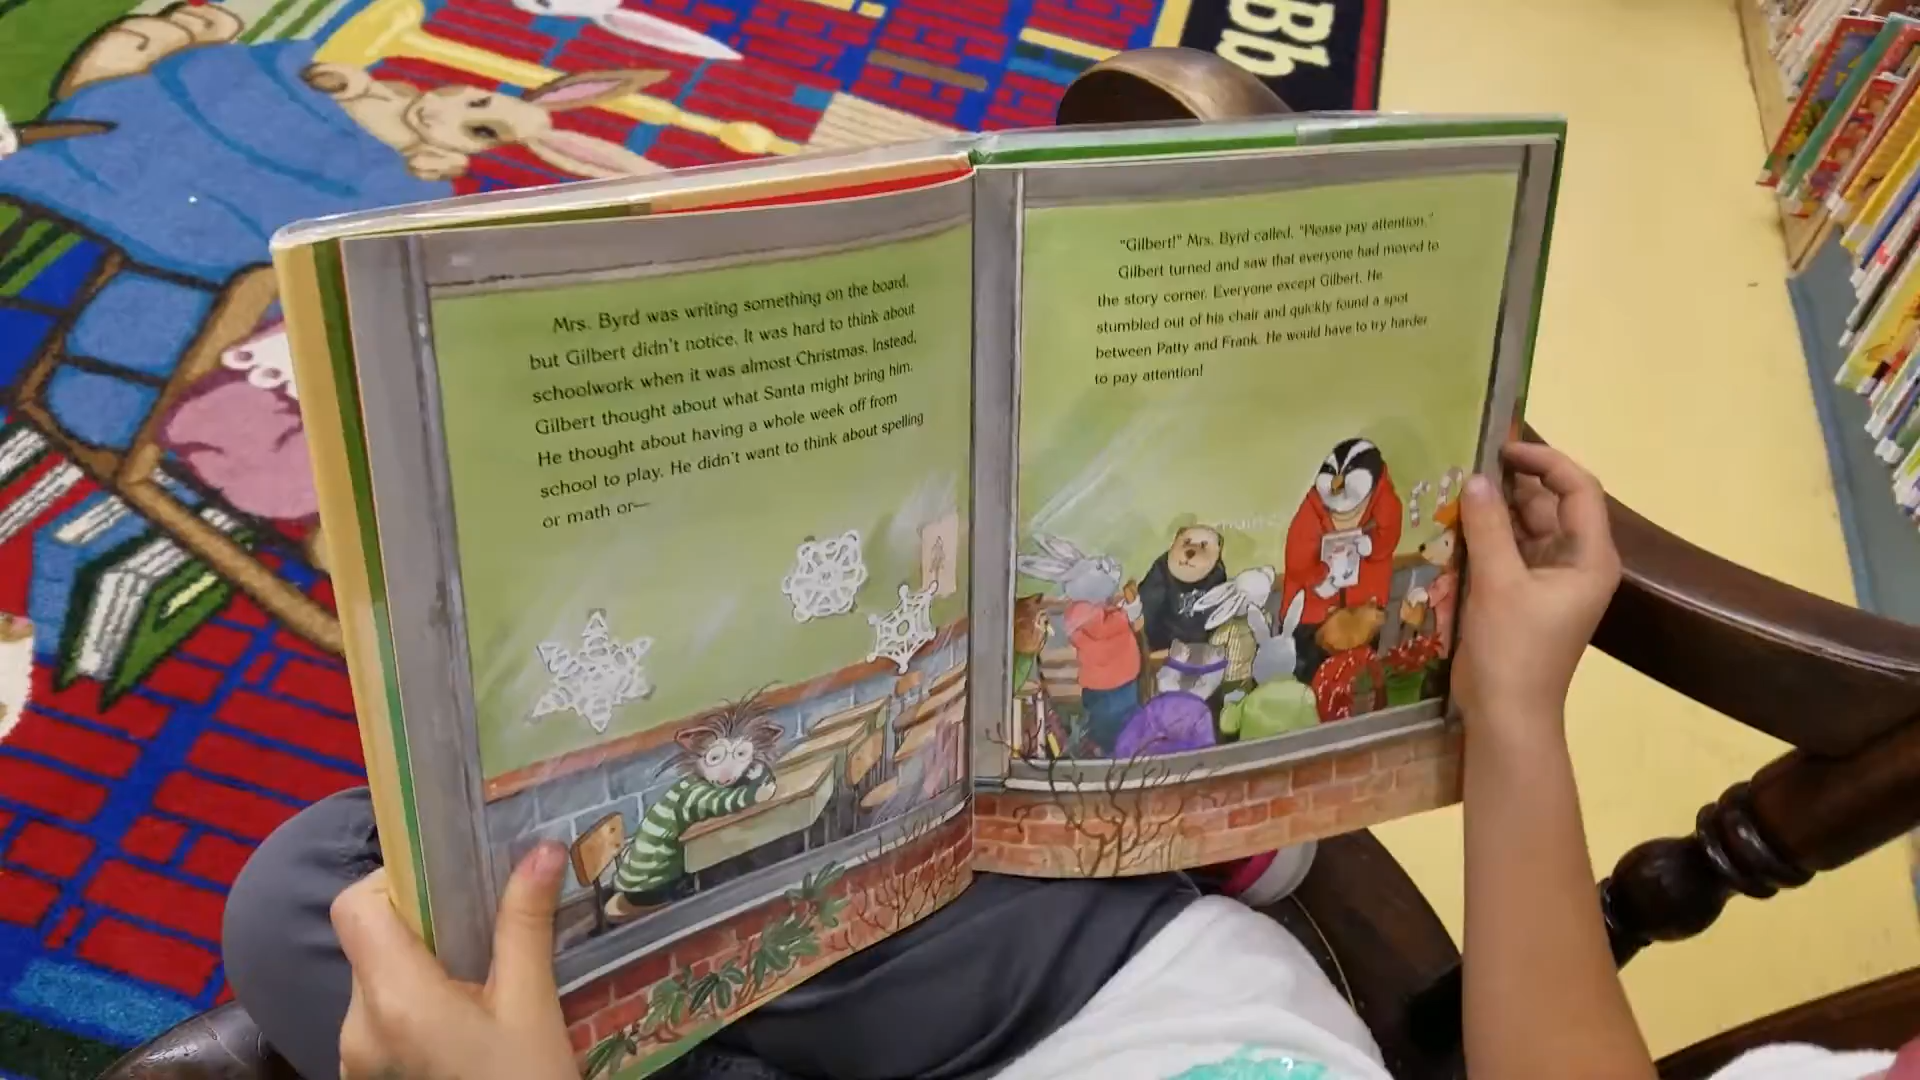 Bb
Mrs. Byrd was writing something on the board,
but Gilbert didn't notice. It was hard to think about
schoolwork when it was almost Christmas. Instead,
Gilbert thought about what Santa might bring him.
He thought about having a whole week off from
school to play. He didn't want to think about spelling
or math or—
"Gilbert!" Mrs. Byrd called. "Please pay attention."
Gilbert turned and saw that everyone had moved to
the story corner. Everyone except Gilbert. He
stumbled out of his chair and quickly found a spot
between Patty and Frank. He would have to try harder
to pay attention!